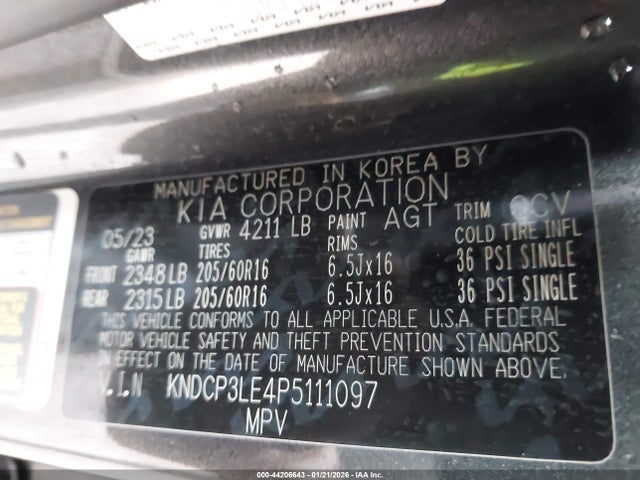 MANUFACTURED IN KOREA BY
KIA CORPORATION
05/23 GVWR 4211 LB PAINT AGT TRIM CCV
GAWR TIRES RIMS COLD TIRE INFL
FRONT 2348 LB 205/60R16 6.5Jx16 36 PSI SINGLE
REAR 2315 LB 205/60R16 6.5Jx16 36 PSI SINGLE
THIS VEHICLE CONFORMS TO ALL APPLICABLE U.S.A. FEDERAL
MOTOR VEHICLE SAFETY AND THEFT PREVENTION STANDARDS
IN EFFECT ON THE DATE OF MANUFACTURE SHOWN ABOVE.
V.I.N KNDCP3LE4P5111097
MPV
000-44206643 - 01/21/2026 - IAA Inc.